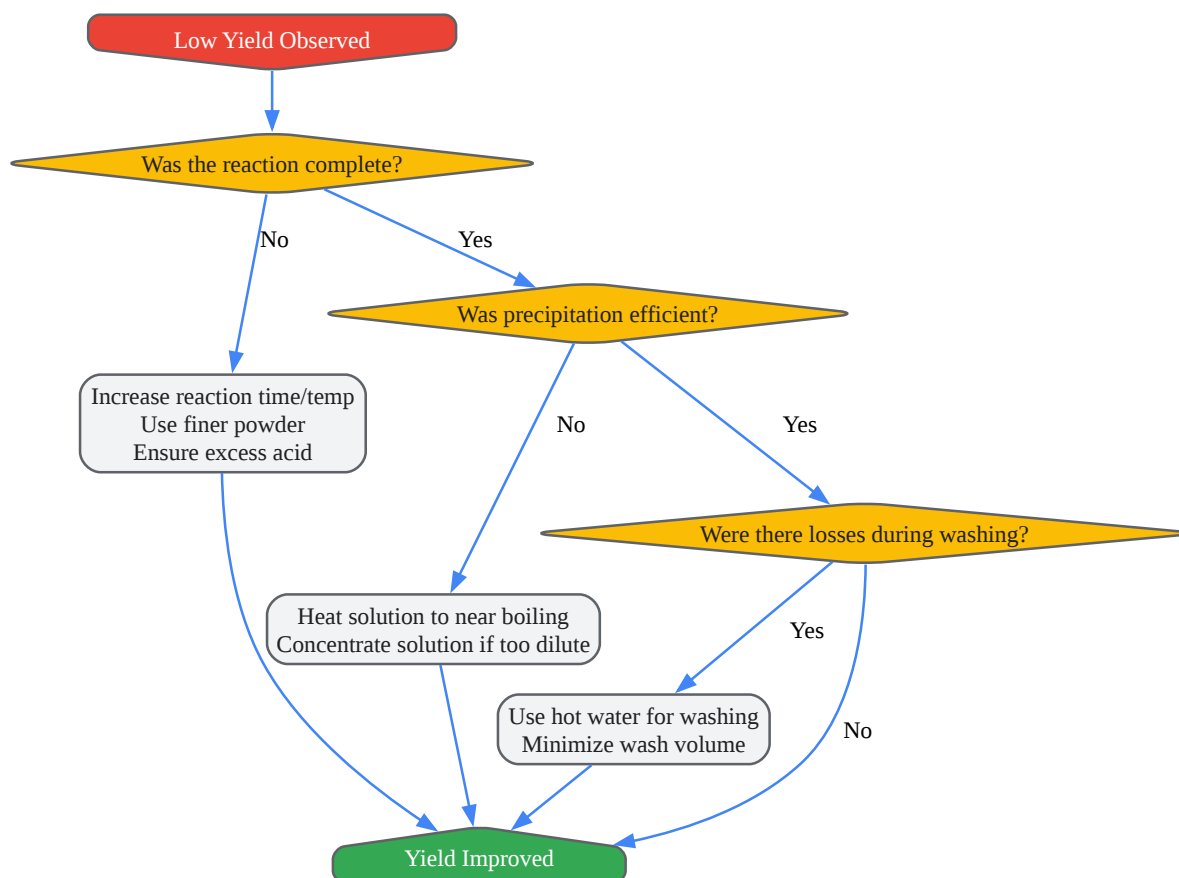 Low Yield Observed
Was the reaction complete?
No
Yes
Was precipitation efficient?
Increase reaction time/temp
Use finer powder
Ensure excess acid
No
Yes
Were there losses during washing?
Heat solution to near boiling
Concentrate solution if too dilute
Yes
Use hot water for washing
Minimize wash volume
No
Yield Improved